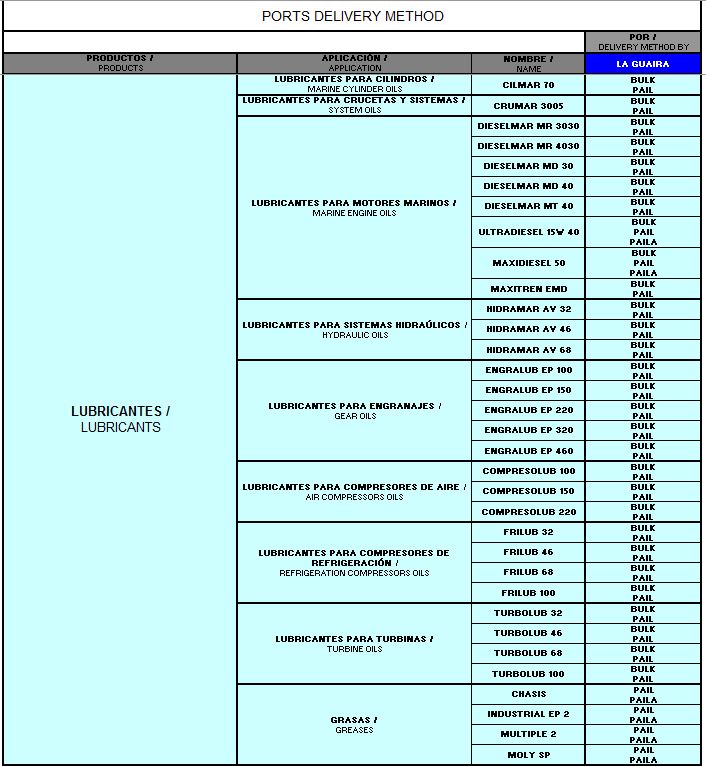 PORTS DELIVERY METHOD
POR /
DELIVERY METHOD BY
PRODUCTOS /
PRODUCTS
APLICACIÓN /
APPLICATION
NOMBRE /
NAME
LA GUAIRA
LUBRICANTES /
LUBRICANTS
LUBRICANTES PARA CILINDROS /
MARINE CYLINDER OILS
CILMAR 70
BULK
PAIL
LUBRICANTES PARA CRUCETAS Y SISTEMAS /
SYSTEM OILS
CRUMAR 3005
BULK
PAIL
LUBRICANTES PARA MOTORES MARINOS /
MARINE ENGINE OILS
DIESELMAR MR 3030
BULK
PAIL
DIESELMAR MR 4030
BULK
PAIL
DIESELMAR MD 30
BULK
PAIL
DIESELMAR MD 40
BULK
PAIL
DIESELMAR MT 40
BULK
PAIL
ULTRADIESEL 15W 40
BULK
PAIL
PAILA
MAXIDIESEL 50
BULK
PAIL
PAILA
MAXITREN EMD
BULK
PAIL
LUBRICANTES PARA SISTEMAS HIDRAÚLICOS /
HYDRAULIC OILS
HIDRAMAR AV 32
BULK
PAIL
HIDRAMAR AV 46
BULK
PAIL
HIDRAMAR AV 68
BULK
PAIL
LUBRICANTES PARA ENGRANAJES /
GEAR OILS
ENGRALUB EP 100
BULK
PAIL
ENGRALUB EP 150
BULK
PAIL
ENGRALUB EP 220
BULK
PAIL
ENGRALUB EP 320
BULK
PAIL
ENGRALUB EP 460
BULK
PAIL
LUBRICANTES PARA COMPRESORES DE AIRE /
AIR COMPRESSORS OILS
COMPRESOLUB 100
BULK
PAIL
COMPRESOLUB 150
BULK
PAIL
COMPRESOLUB 220
BULK
PAIL
LUBRICANTES PARA COMPRESORES DE
REFRIGERACIÓN /
REFRIGERATION COMPRESSORS OILS
FRILUB 32
BULK
PAIL
FRILUB 46
BULK
PAIL
FRILUB 68
BULK
PAIL
FRILUB 100
BULK
PAIL
LUBRICANTES PARA TURBINAS /
TURBINE OILS
TURBOLUB 32
BULK
PAIL
TURBOLUB 46
BULK
PAIL
TURBOLUB 68
BULK
PAIL
TURBOLUB 100
BULK
PAIL
GRASAS /
GREASES
CHASIS
PAIL
PAILA
INDUSTRIAL EP 2
PAIL
PAILA
MULTIPLE 2
PAIL
PAILA
MOLY SP
PAIL
PAILA